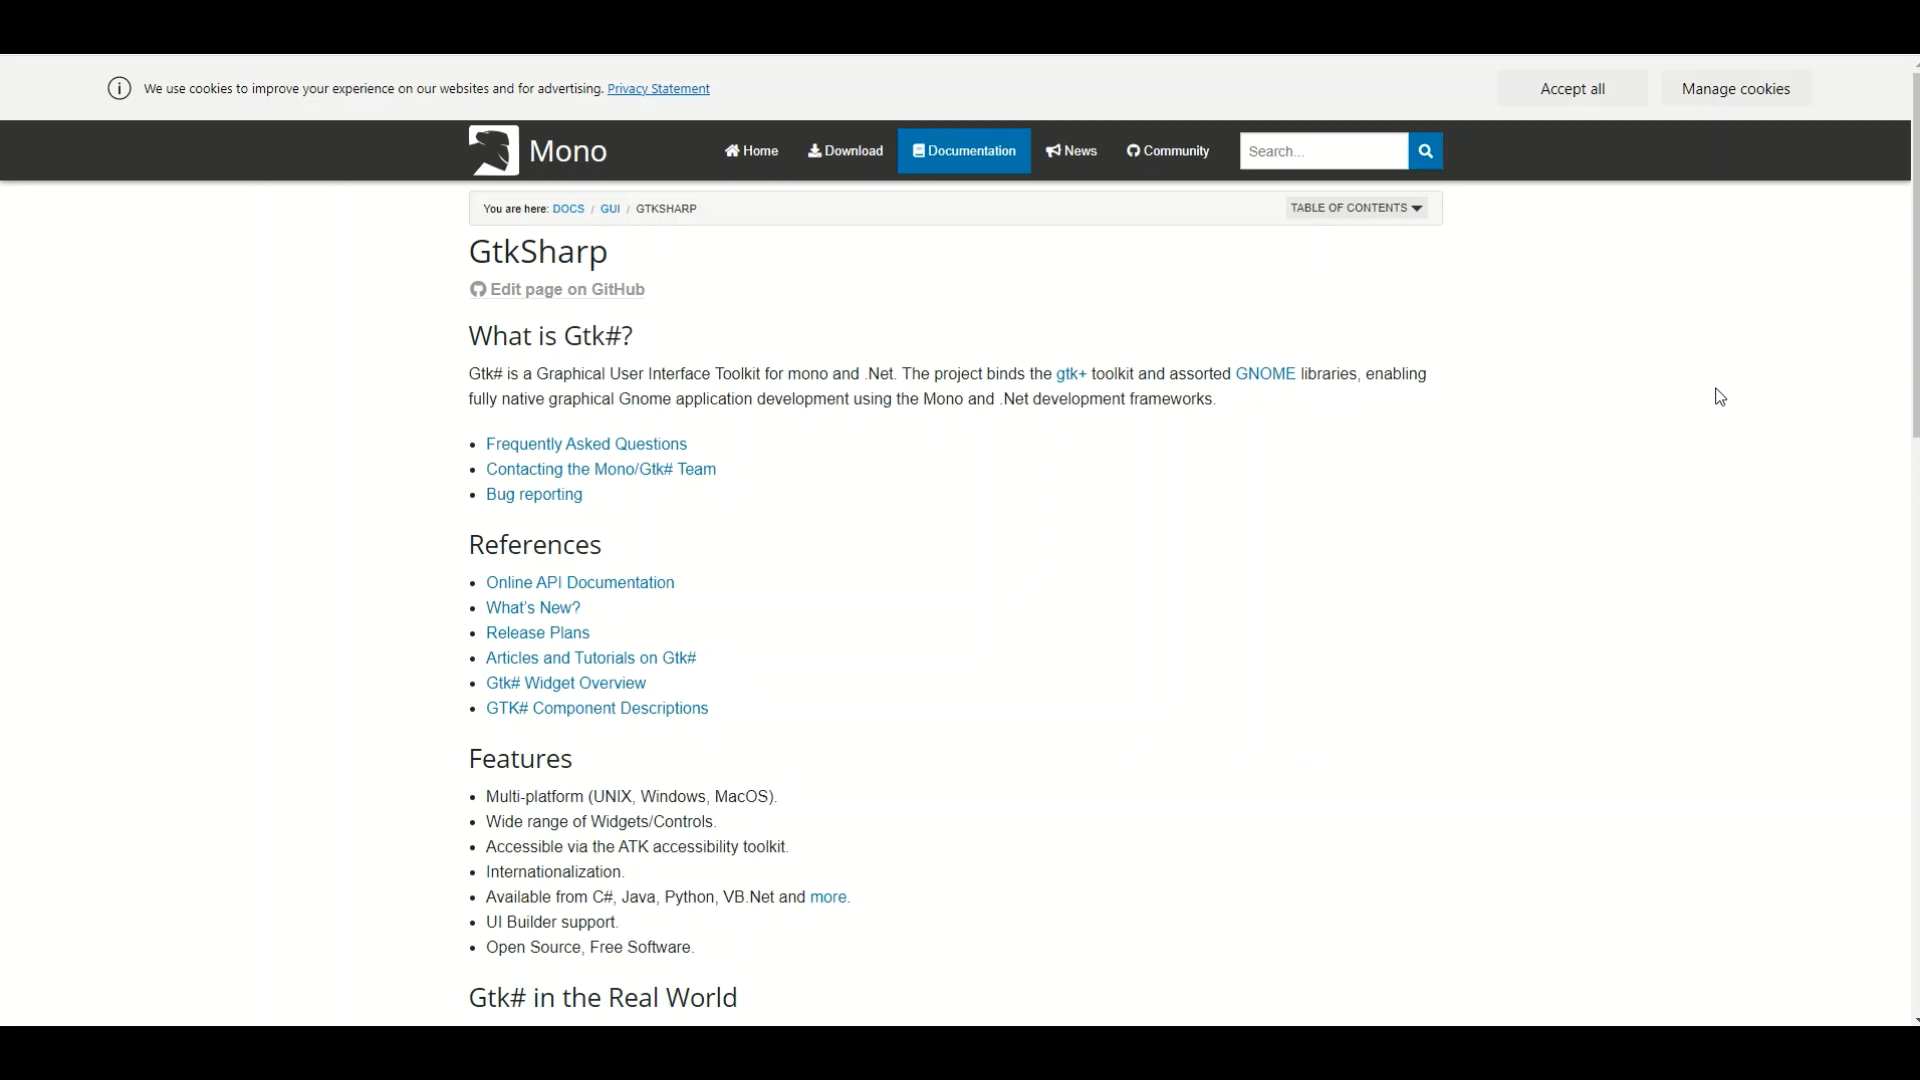 We use cookies to improve your experience on our websites and for advertising. Privacy Statement
Accept all
Manage cookies
Mono
Home
Download
Documentation
News
Community
Search...
You are here: DOCS / GUI / GTKSHARP
TABLE OF CONTENTS
GtkSharp
Edit page on GitHub
What is Gtk#?
Gtk# is a Graphical User Interface Toolkit for mono and .Net. The project binds the gtk+ toolkit and assorted GNOME libraries, enabling
fully native graphical Gnome application development using the Mono and .Net development frameworks.
• Frequently Asked Questions
• Contacting the Mono/Gtk# Team
• Bug reporting
References
• Online API Documentation
• What's New?
• Release Plans
• Articles and Tutorials on Gtk#
• Gtk# Widget Overview
• GTK# Component Descriptions
Features
• Multi-platform (UNIX, Windows, MacOS).
• Wide range of Widgets/Controls.
• Accessible via the ATK accessibility toolkit.
• Internationalization.
• Available from C#, Java, Python, VB.Net and more.
• UI Builder support.
• Open Source, Free Software.
Gtk# in the Real World